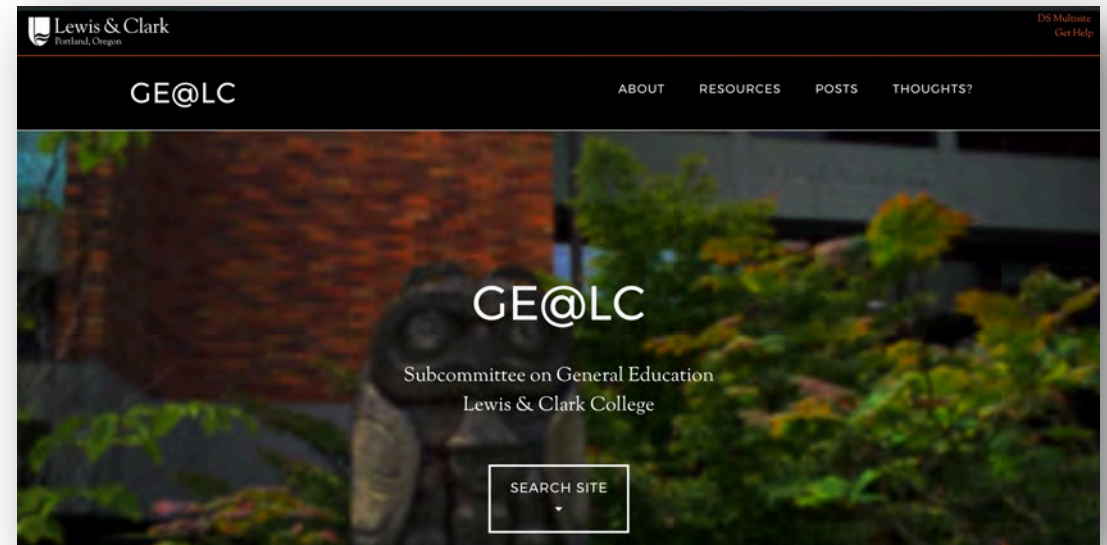 Lewis & Clark
Portland, Oregon
DS Multisite
Get Help
GE@LC
ABOUT RESOURCES POSTS THOUGHTS?
GE@LC
Subcommittee on General Education
Lewis & Clark College
SEARCH SITE